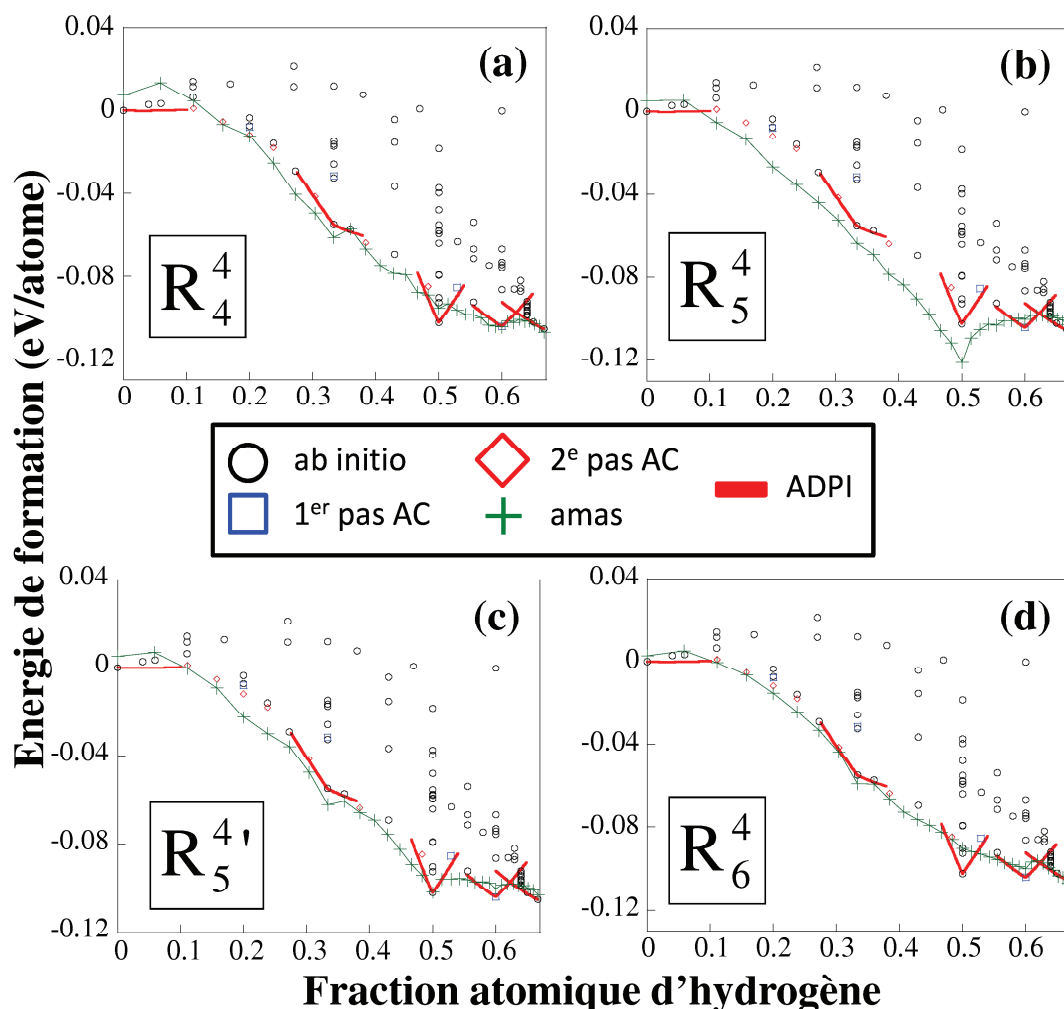 Energie de formation (eV/atome)
0.04
0
-0.04
-0.08
-0.12
(a)
R 4 4
0 0.1 0.2 0.3 0.4 0.5 0.6
0.04
0
-0.04
-0.08
-0.12
(b)
R 4 5
0 0.1 0.2 0.3 0.4 0.5 0.6
ab initio
2e pas AC
ADPI
1er pas AC
amas
0.04
0
-0.04
-0.08
-0.12
(c)
R 4' 5
0 0.1 0.2 0.3 0.4 0.5 0.6
0.04
0
-0.04
-0.08
-0.12
(d)
R 4 6
0 0.1 0.2 0.3 0.4 0.5 0.6
Fraction atomique d'hydrogène